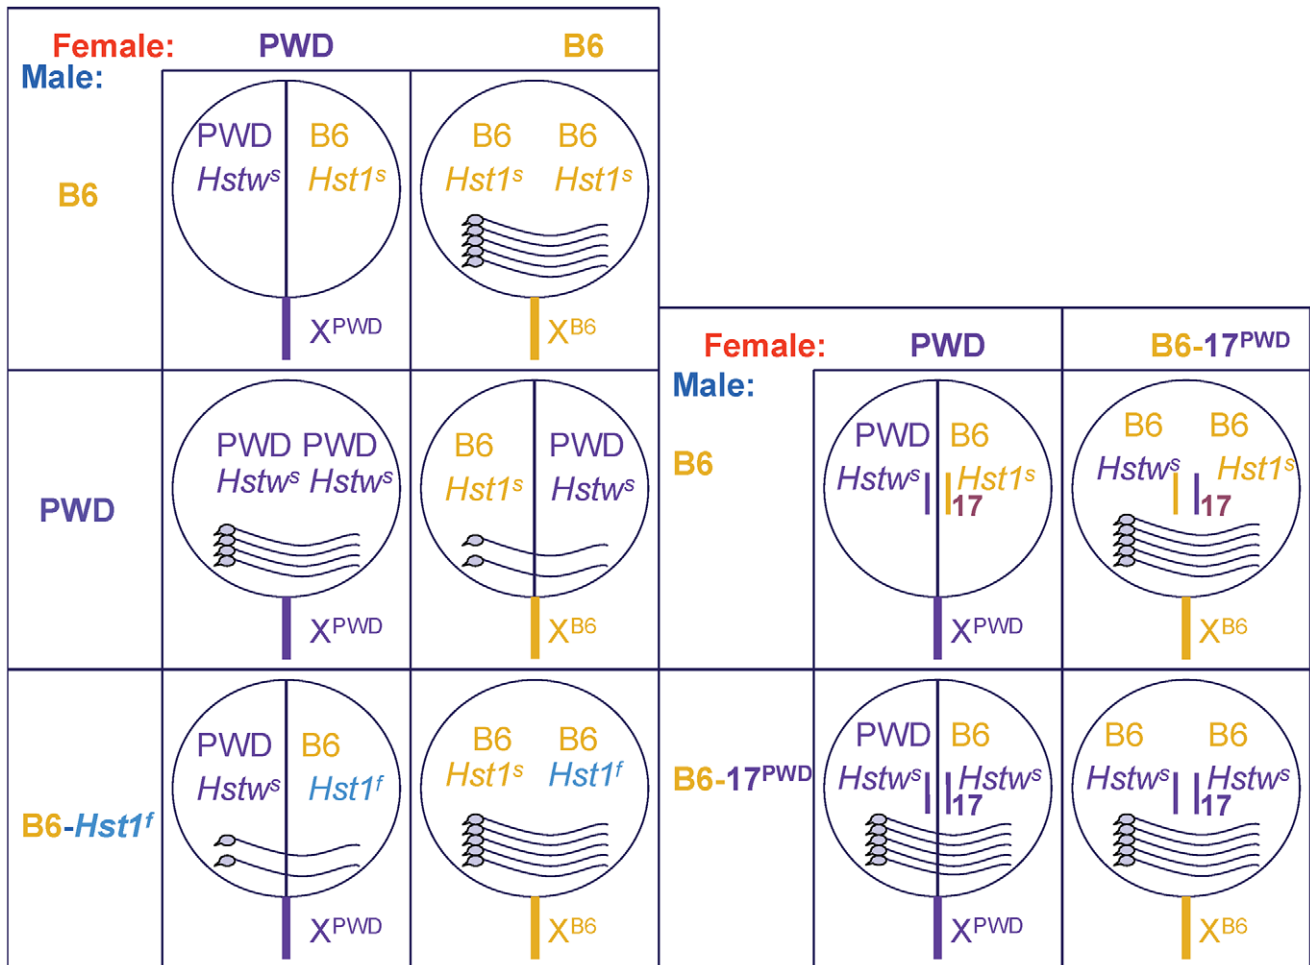 Female: PWD B6
Male:
B6
PWD B6
Hstwˢ Hst1ˢ
Xᴾᵂᴰ
B6 B6
Hst1ˢ Hst1ˢ
Xᴮ⁶
PWD
PWD PWD
Hstwˢ Hstwˢ
Xᴾᵂᴰ
B6 PWD
Hst1ˢ Hstwˢ
Xᴮ⁶
B6-Hst1ᶠ
PWD B6
Hstwˢ Hst1ᶠ
Xᴾᵂᴰ
B6 B6
Hst1ˢ Hst1ᶠ
Xᴮ⁶
Female: PWD B6-17ᴾᵂᴰ
Male:
B6
PWD B6
Hstwˢ Hst1ˢ
17
Xᴾᵂᴰ
B6 B6
Hstwˢ Hst1ˢ
17
Xᴮ⁶
B6-17ᴾᵂᴰ
PWD B6
Hstwˢ Hstwˢ
17
Xᴾᵂᴰ
B6 B6
Hstwˢ Hstwˢ
17
Xᴮ⁶